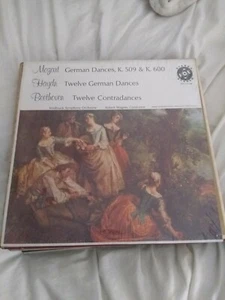 Mozart German Dances, K. 509 & K. 600
Haydn Twelve German Dances
Beethoven Twelve Contradances